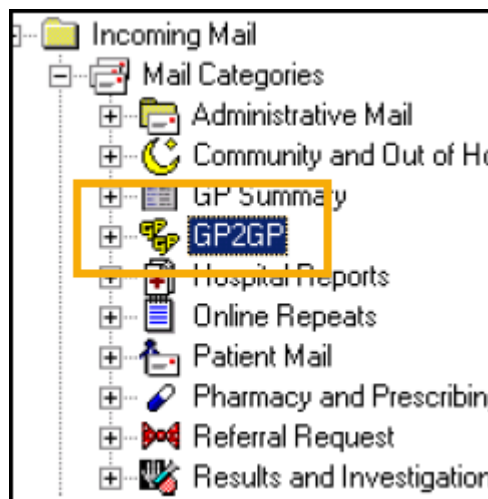 Incoming Mail
Mail Categories
Administrative Mail
Community and Out of Ho
GP Summary
GP2GP
Hospital Reports
Online Repeats
Patient Mail
Pharmacy and Prescribin
Referral Request
Results and Investigation